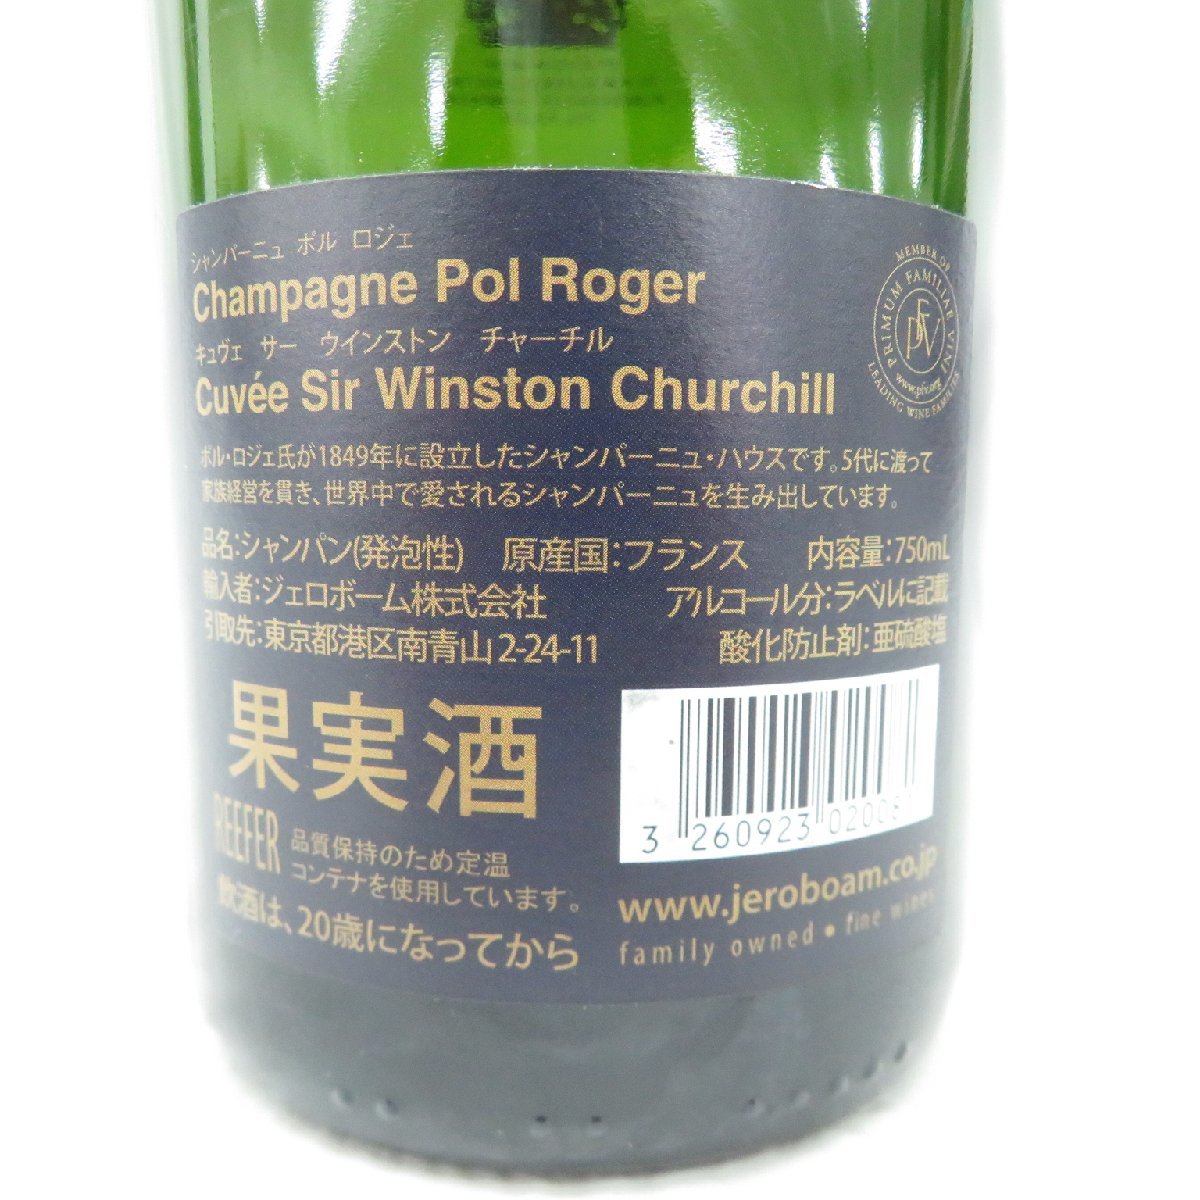 シャンパーニュ ポル ロジェ
Champagne Pol Roger
キュヴェ サー ウインストン チャーチル
Cuvée Sir Winston Churchill
MEMBER OF
PRIMUM FAMILIAE VINI
PFV
www.pfv.org
LEADING WINE FAMILIES
ポル・ロジェ氏が1849年に設立したシャンパーニュ・ハウスです。5代に渡って
家族経営を貫き、世界中で愛されるシャンパーニュを生み出しています。
品名:シャンパン(発泡性) 原産国:フランス 内容量:750mL
輸入者:ジェロボーム株式会社 アルコール分:ラベルに記載
引取先:東京都港区南青山2-24-11 酸化防止剤:亜硫酸塩
果実酒
REEFER 品質保持のため定温
コンテナを使用しています。
飲酒は、20歳になってから
3 260923 02008
www.jeroboam.co.jp
family owned • fine wines